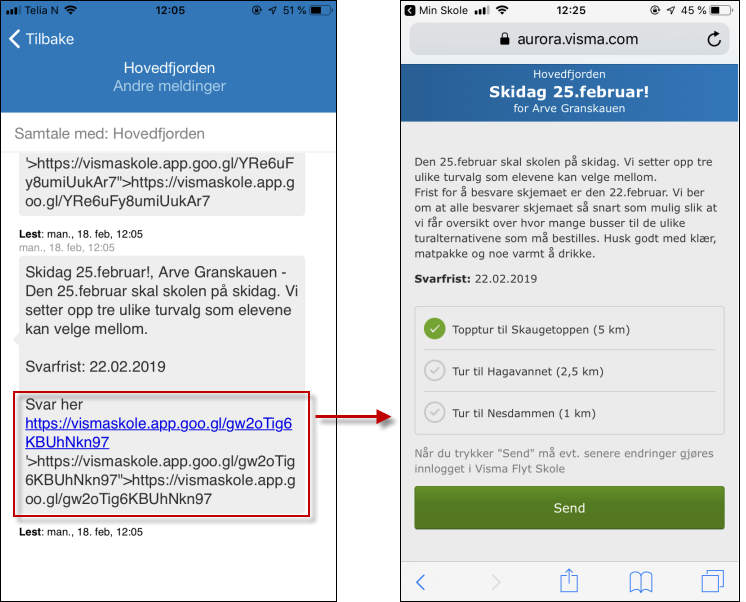 Telia N 12:05 51 %
Tilbake
Hovedfjorden
Andre meldinger
Samtale med: Hovedfjorden
'>https://vismaskole.app.goo.gl/YRe6uF
y8umiUukAr7">https://vismaskole.app.g
oo.gl/YRe6uFy8umiUukAr7
Lest: man., 18. feb, 12:05
man., 18. feb, 12:05
Skidag 25.februar!, Arve Granskauen -
Den 25.februar skal skolen på skidag. Vi
setter opp tre ulike turvalg som elevene
kan velge mellom.
Svarfrist: 22.02.2019
Svar her
https://vismaskole.app.goo.gl/gw2oTig6
KBUhNkn97
'>https://vismaskole.app.goo.gl/gw2oTig
6KBUhNkn97">https://vismaskole.app.g
oo.gl/gw2oTig6KBUhNkn97
Lest: man., 18. feb, 12:05
Min Skole 12:25 45 %
aurora.visma.com
Hovedfjorden
Skidag 25.februar!
for Arve Granskauen
Den 25.februar skal skolen på skidag. Vi setter opp tre
ulike turvalg som elevene kan velge mellom.
Frist for å besvare skjemaet er den 22.februar. Vi ber
om at alle besvarer skjemaet så snart som mulig slik at
vi får oversikt over hvor mange busser til de ulike
turalternativene som må bestilles. Husk godt med klær,
matpakke og noe varmt å drikke.
Svarfrist: 22.02.2019
Topptur til Skaugetoppen (5 km)
Tur til Hagavannet (2,5 km)
Tur til Nesdammen (1 km)
Når du trykker "Send" må evt. senere endringer gjøres
innlogget i Visma Flyt Skole
Send